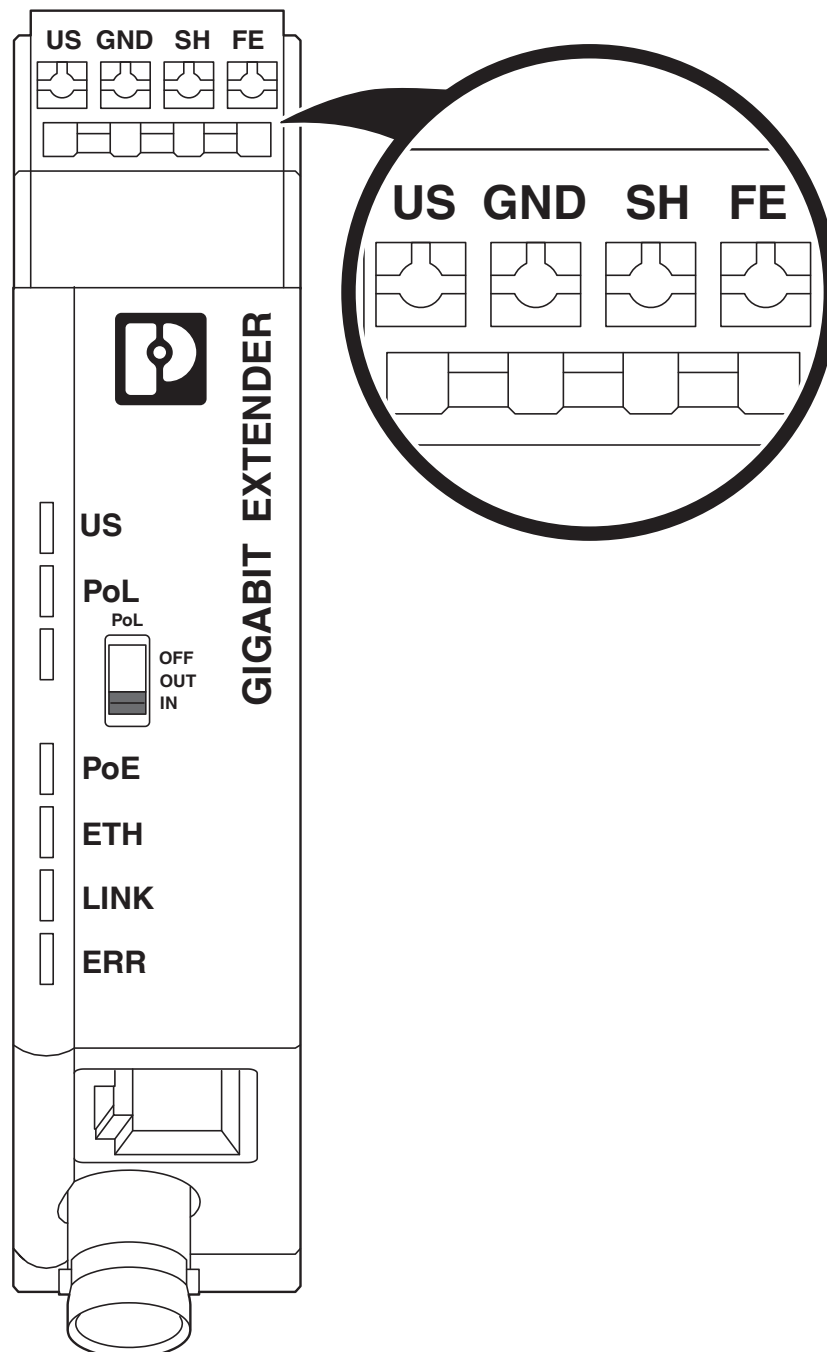 US GND SH FE
US GND SH FE
GIGABIT EXTENDER
US
PoL
PoL
OFF
OUT
IN
PoE
ETH
LINK
ERR